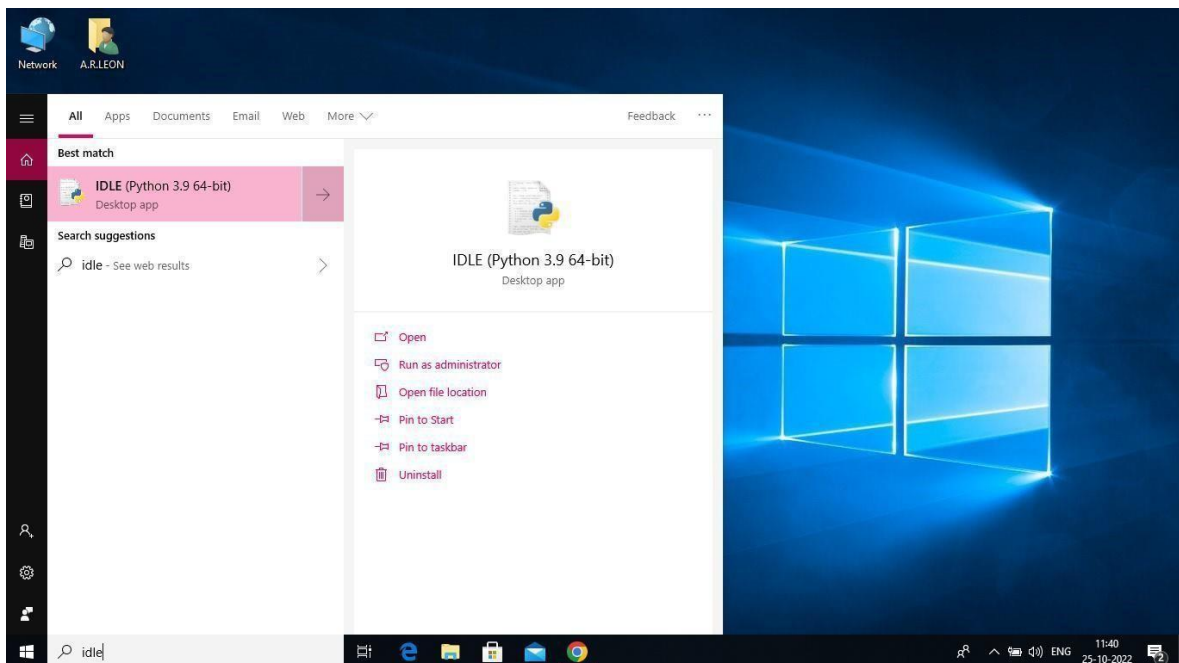 Network
A.R.LEON
All Apps Documents Email Web More Feedback ...
Best match
IDLE (Python 3.9 64-bit)
Desktop app
Search suggestions
idle - See web results
IDLE (Python 3.9 64-bit)
Desktop app
Open
Run as administrator
Open file location
Pin to Start
Pin to taskbar
Uninstall
idle
ENG
11:40
25-10-2022
2